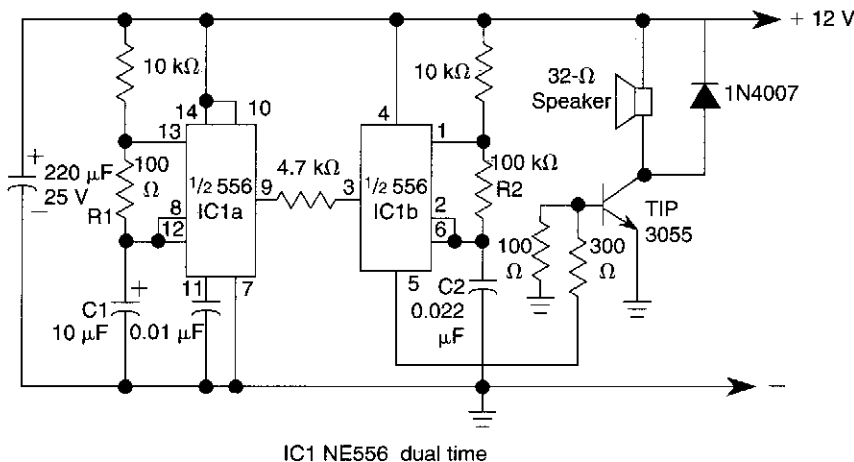 + 12 V
10 kΩ
14
10
13
220 µF
25 V
+
−
100
Ω
R1
8
12
½ 556
IC1a
9
4.7 kΩ
3
11
7
+
C1
10 µF
0.01 µF
10 kΩ
4
1
½ 556
IC1b
100 kΩ
R2
2
6
5
C2
0.022
µF
32-Ω
Speaker
1N4007
TIP
3055
100
Ω
300
Ω
−
IC1 NE556 dual time